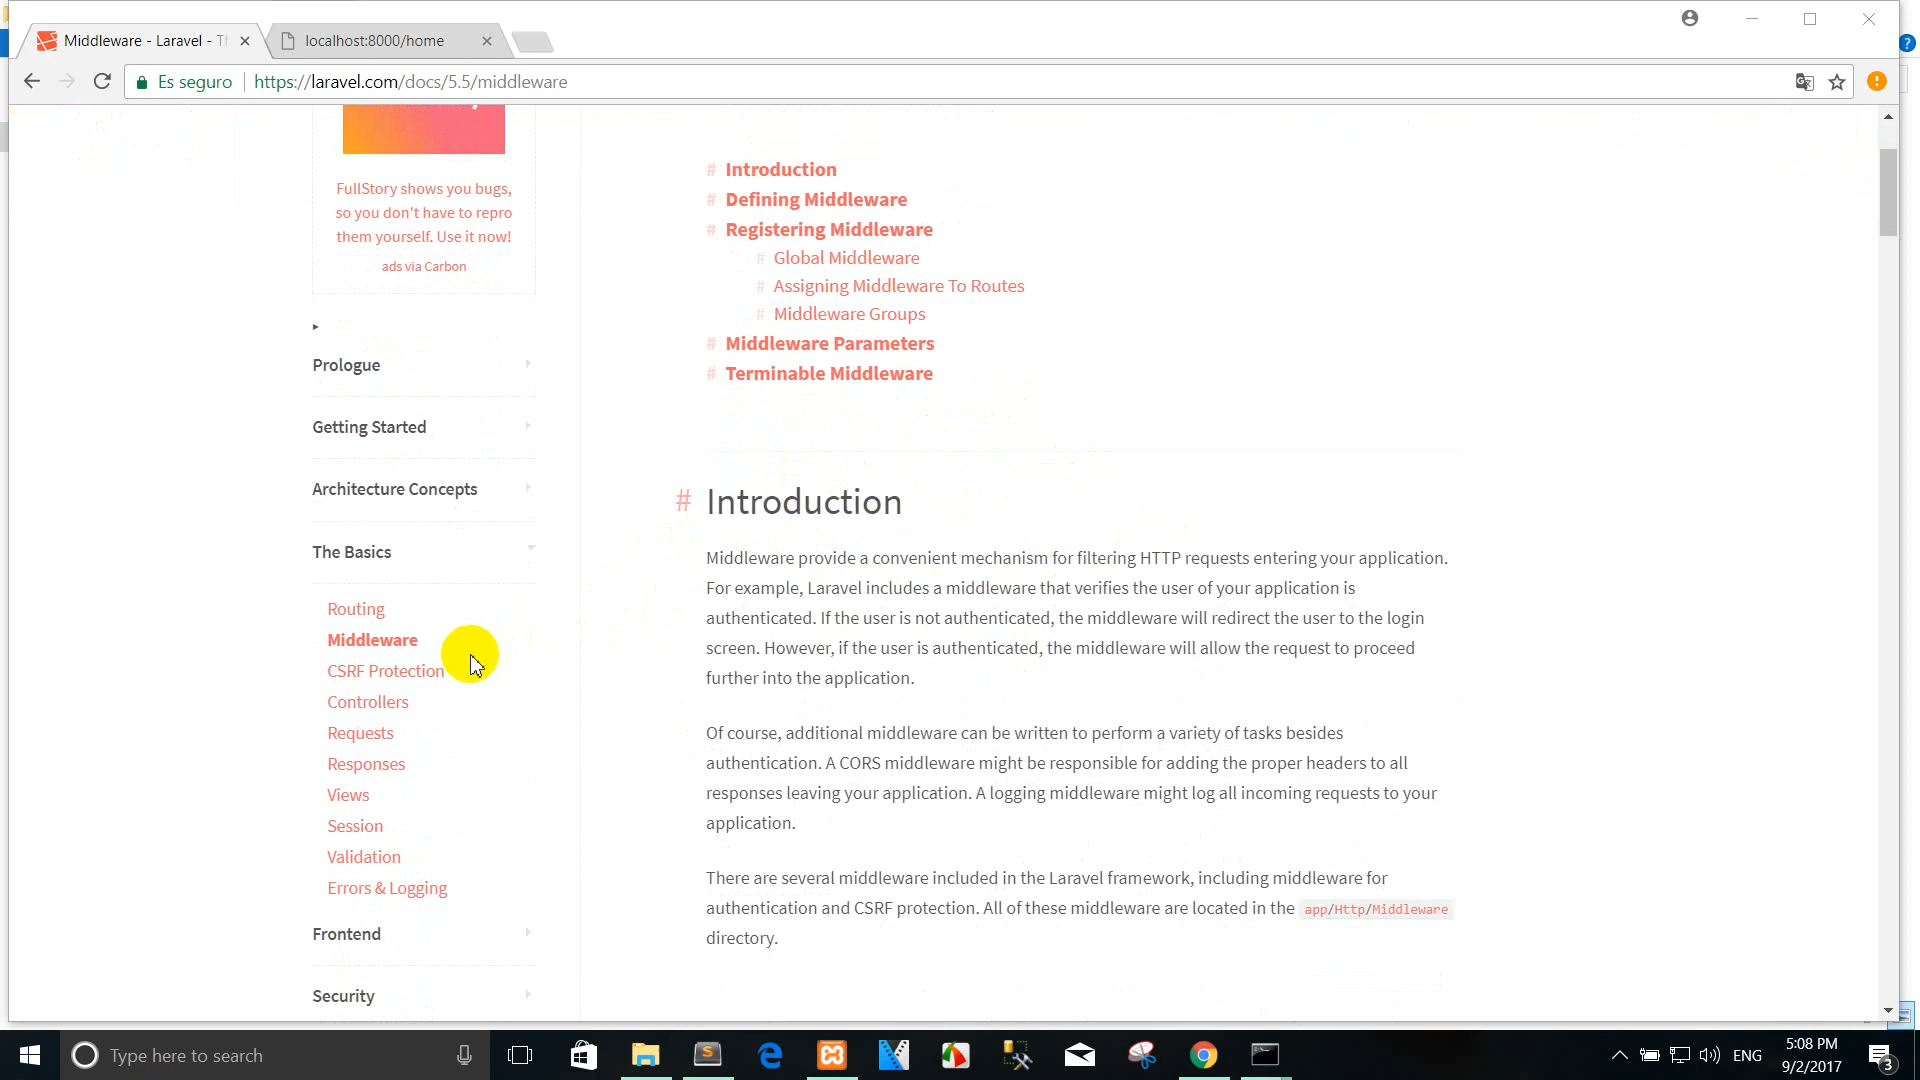 Middleware - Laravel - Th
localhost:8000/home
Es seguro
https://laravel.com/docs/5.5/middleware
FullStory shows you bugs,
so you don't have to repro
them yourself. Use it now!
ads via Carbon
Prologue
Getting Started
Architecture Concepts
The Basics
Routing
Middleware
CSRF Protection
Controllers
Requests
Responses
Views
Session
Validation
Errors & Logging
Frontend
Security
# Introduction
# Defining Middleware
# Registering Middleware
# Global Middleware
# Assigning Middleware To Routes
# Middleware Groups
# Middleware Parameters
# Terminable Middleware
# Introduction
Middleware provide a convenient mechanism for filtering HTTP requests entering your application.
For example, Laravel includes a middleware that verifies the user of your application is
authenticated. If the user is not authenticated, the middleware will redirect the user to the login
screen. However, if the user is authenticated, the middleware will allow the request to proceed
further into the application.
Of course, additional middleware can be written to perform a variety of tasks besides
authentication. A CORS middleware might be responsible for adding the proper headers to all
responses leaving your application. A logging middleware might log all incoming requests to your
application.
There are several middleware included in the Laravel framework, including middleware for
authentication and CSRF protection. All of these middleware are located in the app/Http/Middleware
directory.
Type here to search
ENG
5:08 PM
9/2/2017
3